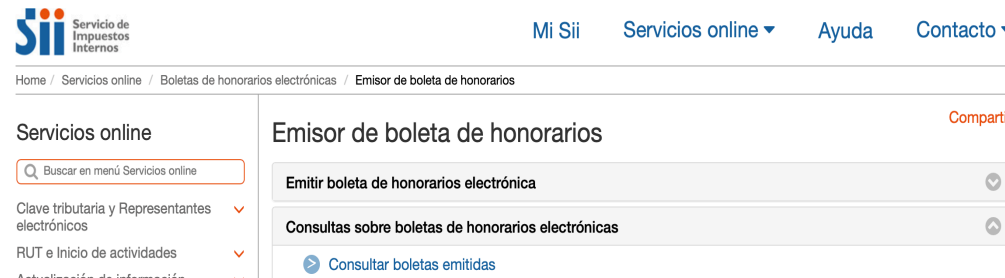 sii Servicio de
Impuestos
Internos
Mi Sii Servicios online Ayuda Contacto
Home / Servicios online / Boletas de honorarios electrónicas / Emisor de boleta de honorarios
Comparti
Servicios online
Emisor de boleta de honorarios
Buscar en menú Servicios online
Emitir boleta de honorarios electrónica
Clave tributaria y Representantes
electrónicos
Consultas sobre boletas de honorarios electrónicas
RUT e Inicio de actividades
Consultar boletas emitidas